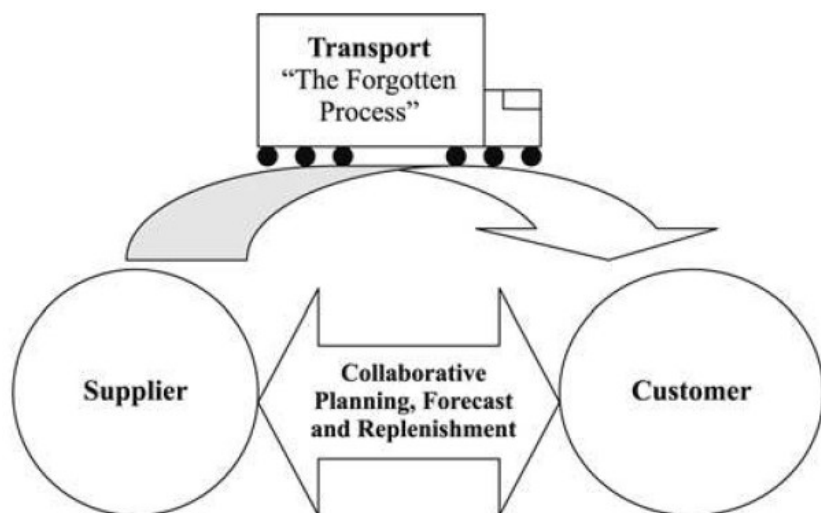 Transport
“The Forgotten
Process”
Supplier
Collaborative
Planning, Forecast
and Replenishment
Customer